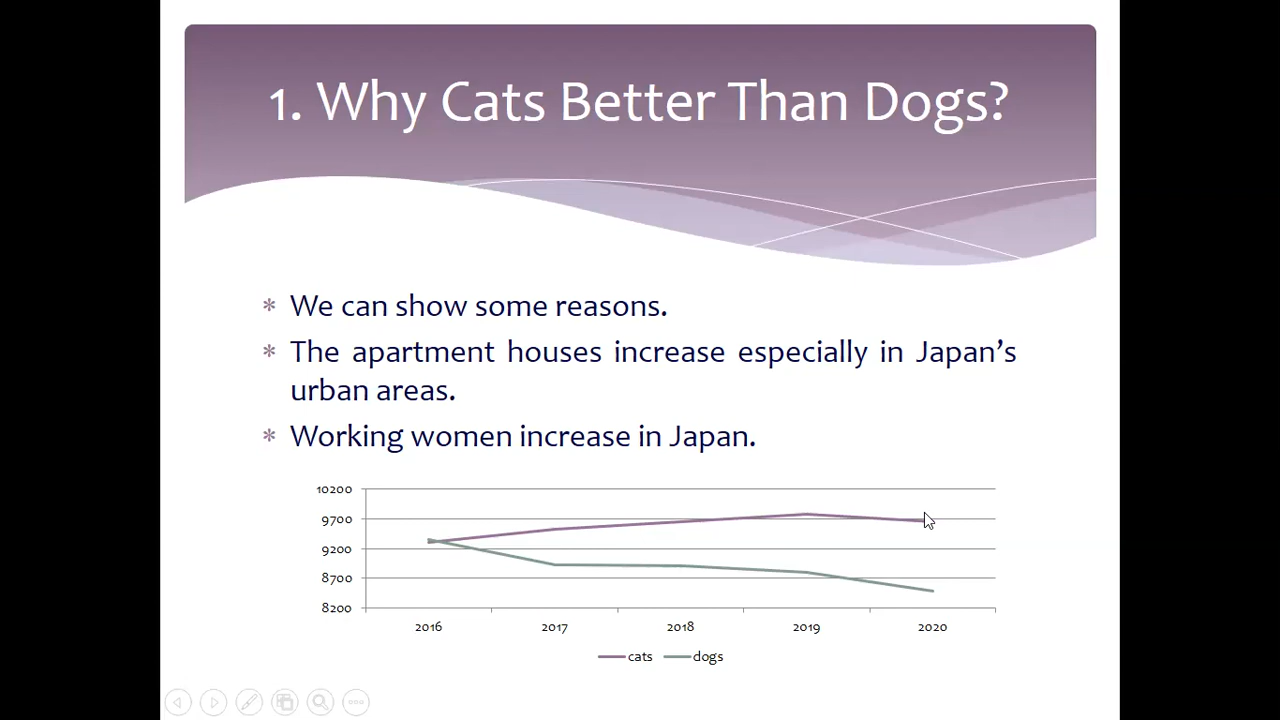 1. Why Cats Better Than Dogs?
* We can show some reasons.
* The apartment houses increase especially in Japan's
urban areas.
* Working women increase in Japan.
10200
9700
9200
8700
8200
2016 2017 2018 2019 2020
cats dogs